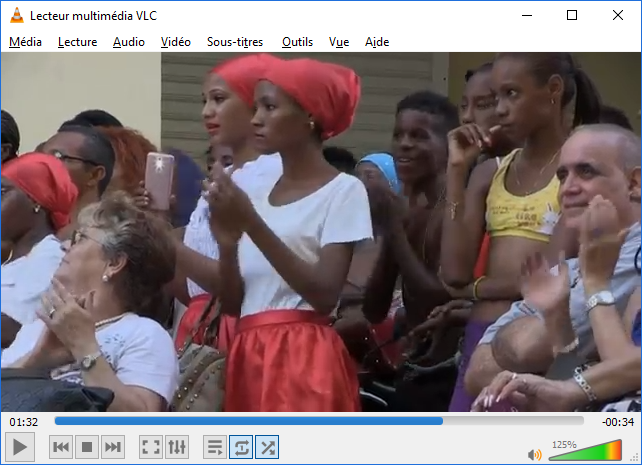 Lecteur multimédia VLC
Média Lecture Audio Vidéo Sous-titres Outils Vue Aide
01:32 -00:34
125%